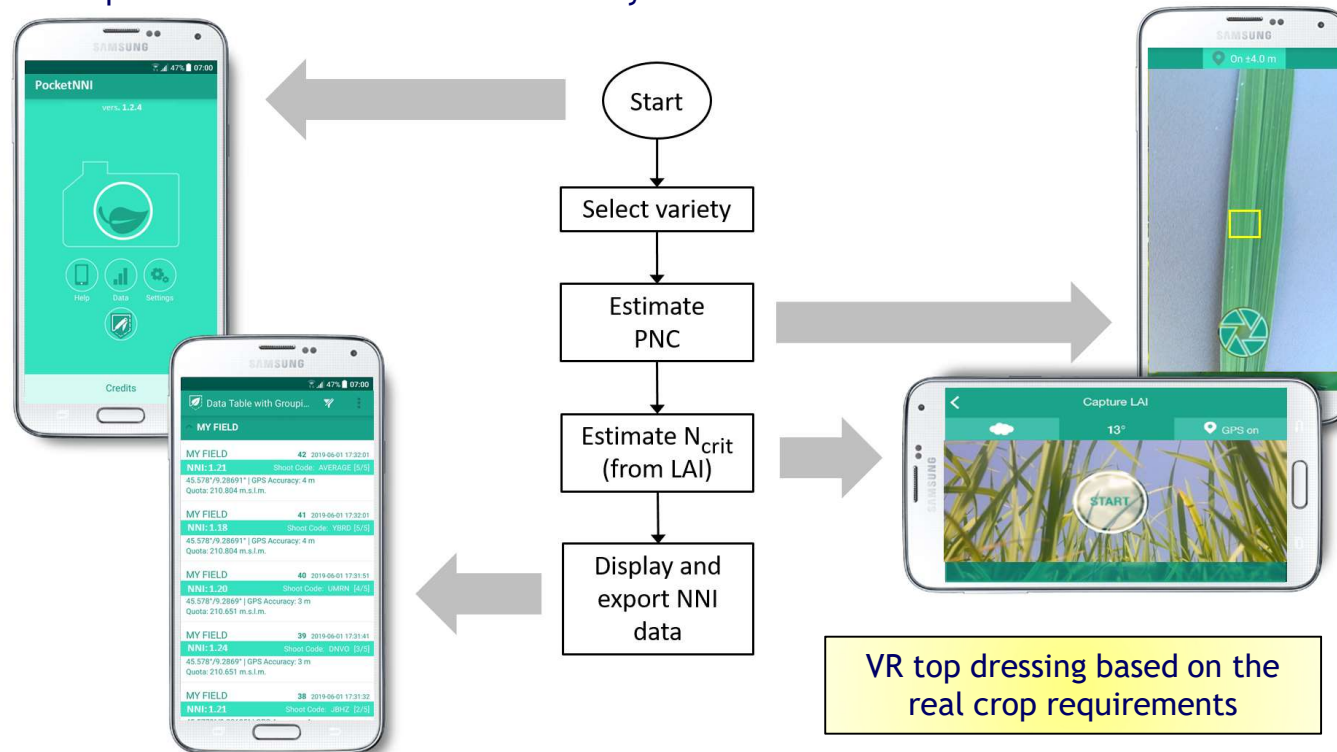 SAMSUNG
47% 07:00
PocketNNI
vers. 1.2.4
Help Data Settings
Credits
SAMSUNG
47% 07:00
Data Table with Groupi...
MY FIELD
MY FIELD 42 2019-06-01 17:32:01
NNI: 1.21 Shoot Code: AVERAGE [5/5]
45.578°/9.28691° | GPS Accuracy: 4 m
Quota: 210.804 m.s.l.m.
MY FIELD 41 2019-06-01 17:32:01
NNI: 1.18 Shoot Code: YBRD [5/5]
45.578°/9.28691° | GPS Accuracy: 4 m
Quota: 210.804 m.s.l.m.
MY FIELD 40 2019-06-01 17:31:51
NNI: 1.20 Shoot Code: UMRN [4/5]
45.578°/9.2869° | GPS Accuracy: 3 m
Quota: 210.651 m.s.l.m.
MY FIELD 39 2019-06-01 17:31:41
NNI: 1.24 Shoot Code: DNVO [3/5]
45.578°/9.2869° | GPS Accuracy: 3 m
Quota: 210.651 m.s.l.m.
MY FIELD 38 2019-06-01 17:31:32
NNI: 1.21 Shoot Code: JBHZ [2/5]
Start
Select variety
Estimate
PNC
Estimate Ncrit
(from LAI)
Display and
export NNI
data
SAMSUNG
On ±4.0 m
SAMSUNG
Capture LAI
13° GPS on
START
VR top dressing based on the
real crop requirements